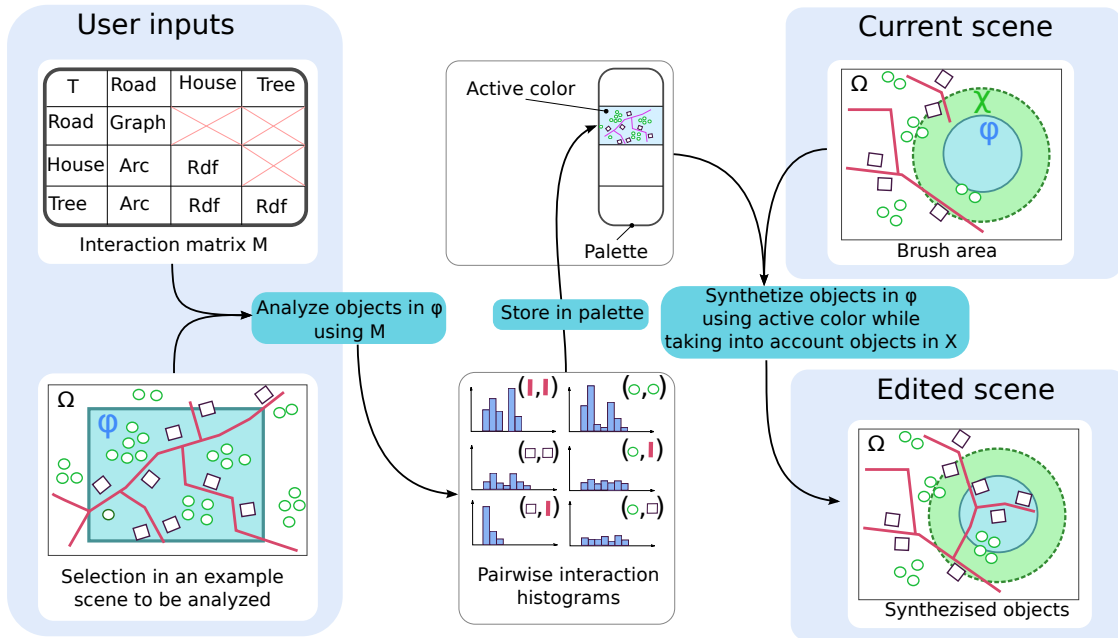 User inputs
T Road House Tree
Road Graph
House Arc Rdf
Tree Arc Rdf Rdf
Interaction matrix M
Analyze objects in φ
using M
Ω
φ
Selection in an example
scene to be analyzed
Active color
Palette
Store in palette
( , )
( , )
( , )
( , )
( , )
( , )
Pairwise interaction
histograms
Current scene
Ω
χ
φ
Brush area
Synthetize objects in φ
using active color while
taking into account objects in X
Edited scene
Ω
Synthezised objects